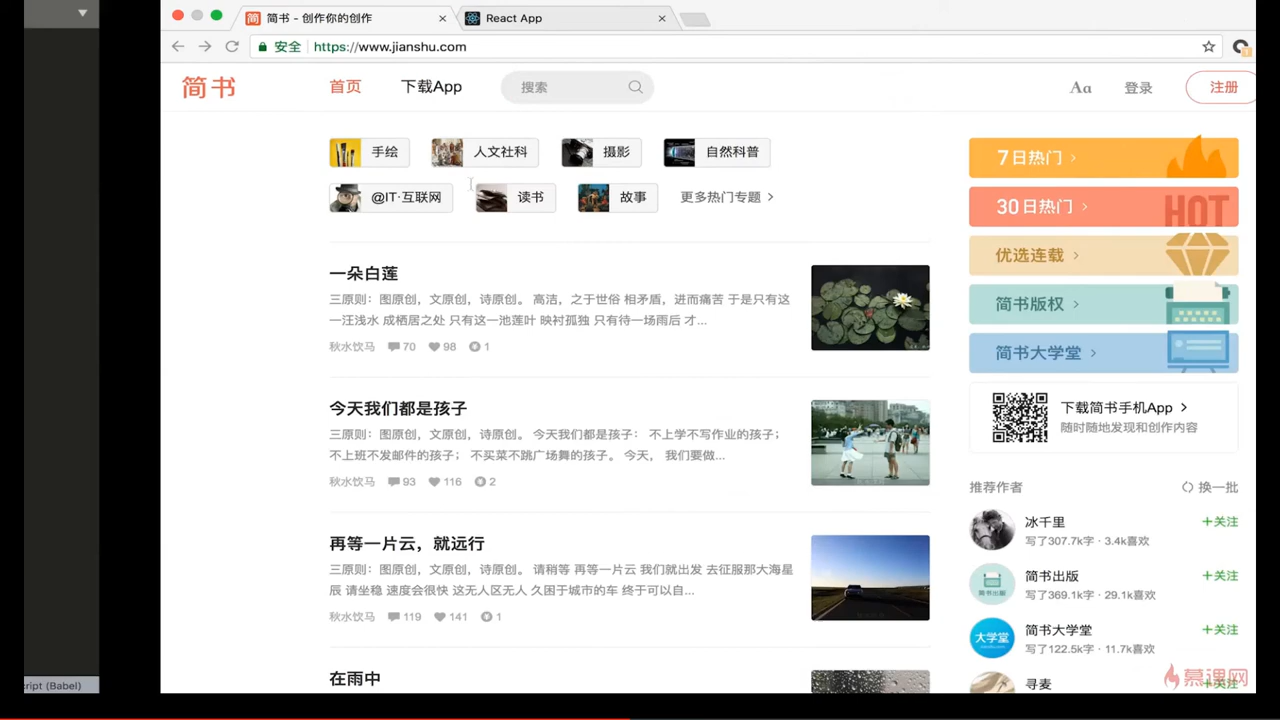 简书 - 创作你的创作
React App
安全 https://www.jianshu.com
简书 首页 下载App 搜索 Aa 登录 注册
手绘 人文社科 摄影 自然科普
@IT·互联网 读书 故事 更多热门专题
7日热门
30日热门
HOT
优选连载
简书版权
简书大学堂
下载简书手机App
随时随地发现和创作内容
一朵白莲
三原则：图原创，文原创，诗原创。 高洁，之于世俗 相矛盾，进而痛苦 于是只有这
一汪浅水 成栖居之处 只有这一池莲叶 映衬孤独 只有待一场雨后 才...
秋水饮马 70 98 1
今天我们都是孩子
三原则：图原创，文原创，诗原创。 今天我们都是孩子： 不上学不写作业的孩子；
不上班不发邮件的孩子； 不买菜不跳广场舞的孩子。 今天， 我们要做...
秋水饮马 93 116 2
再等一片云，就远行
三原则：图原创，文原创，诗原创。 请稍等 再等一片云 我们就出发 去征服那大海星
辰 请坐稳 速度会很快 这无人区无人 久困于城市的车 终于可以自...
秋水饮马 119 141 1
在雨中
推荐作者 换一批
冰千里 +关注
写了307.7k字 · 3.4k喜欢
简书出版 +关注
写了369.1k字 · 29.1k喜欢
简书出版
简书大学堂 +关注
写了122.5k字 · 11.7k喜欢
大学堂
寻麦 +关注
慕课网
cript (Babel)